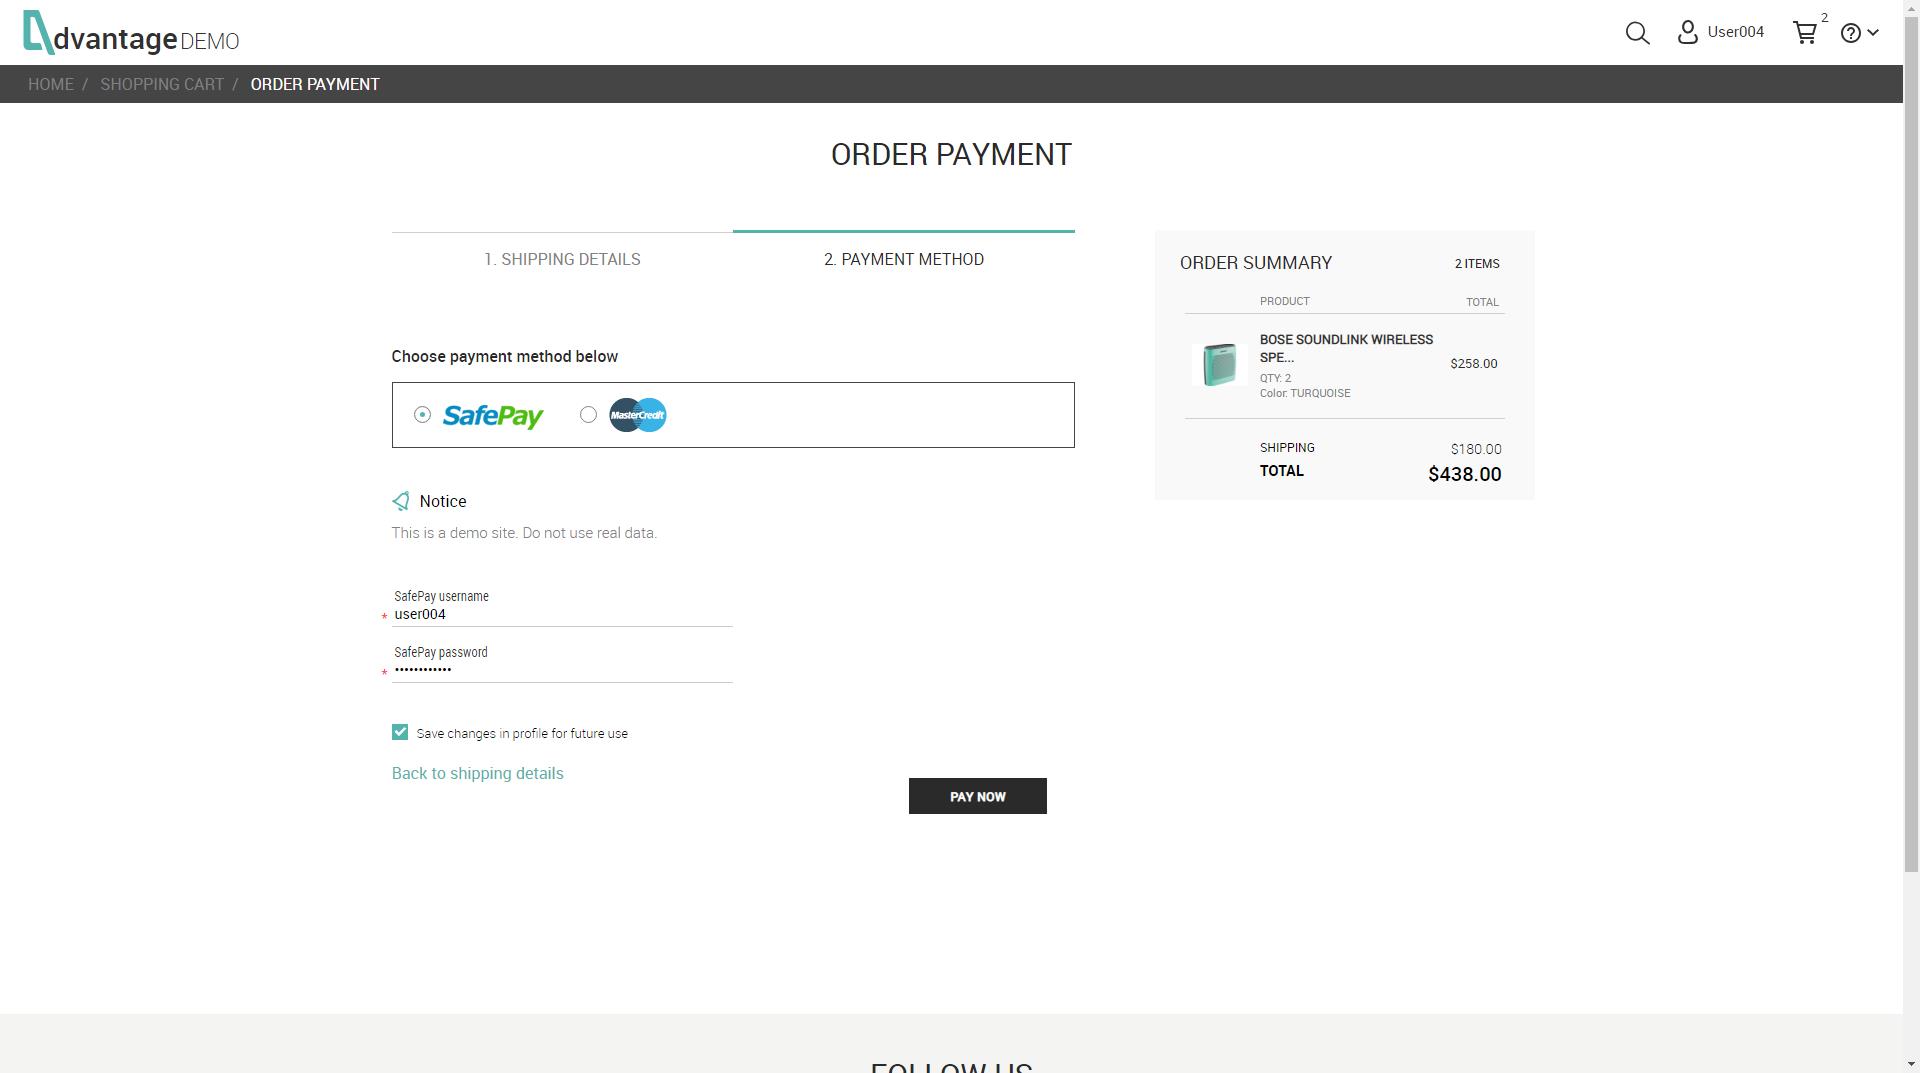 dvantage DEMO
User004
2
HOME / SHOPPING CART / ORDER PAYMENT
ORDER PAYMENT
1. SHIPPING DETAILS
2. PAYMENT METHOD
Choose payment method below
SafePay
MasterCredit
Notice
This is a demo site. Do not use real data.
SafePay username
* user004
SafePay password
* ••••••••••••
Save changes in profile for future use
Back to shipping details
PAY NOW
ORDER SUMMARY
2 ITEMS
PRODUCT TOTAL
BOSE SOUNDLINK WIRELESS
SPE...
$258.00
QTY: 2
Color: TURQUOISE
SHIPPING $180.00
TOTAL $438.00
FOLLOW US